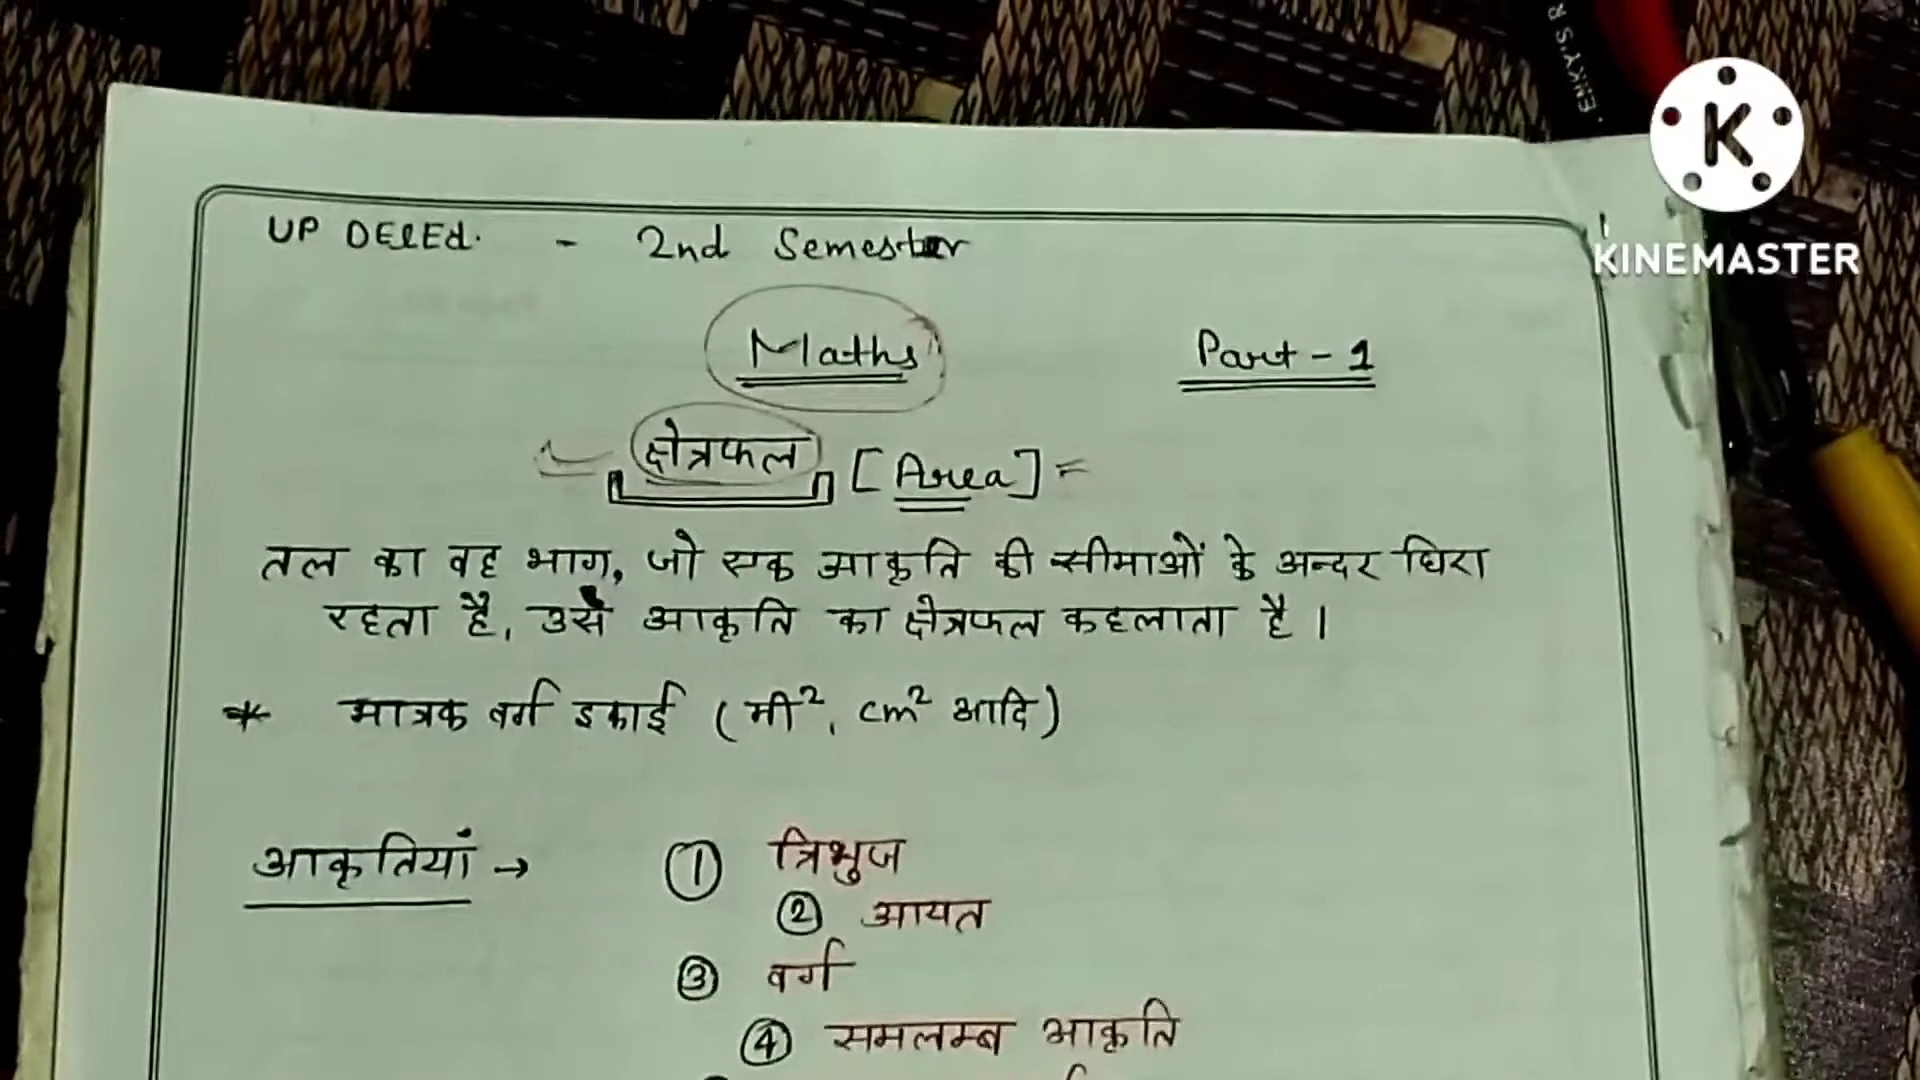 UP DElEd. - 2nd Semester
Maths
Part - 1
क्षेत्रफल [Area] =
तल का वह भाग, जो एक आकृति की सीमाओं के अन्दर घिरा
रहता है, उसे आकृति का क्षेत्रफल कहलाता है ।
* मात्रक वर्ग इकाई (मी², cm² आदि)
आकृतियां → ① त्रिभुज
② आयत
③ वर्ग
④ समलम्ब आकृति
K
KINEMASTER